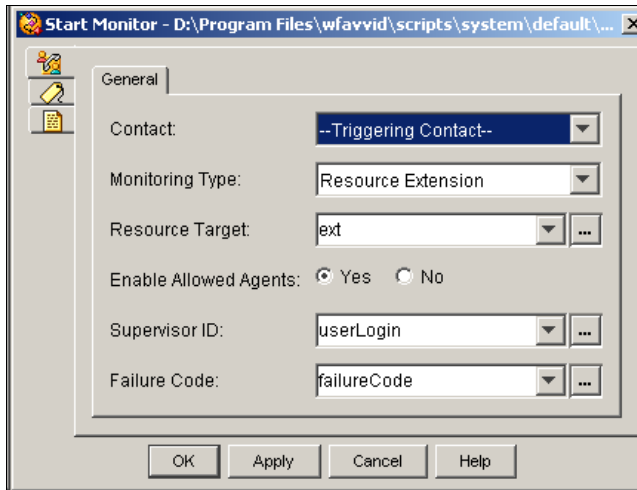 Start Monitor - D:\Program Files\wfavvid\scripts\system\default\...
General
Contact: --Triggering Contact--
Monitoring Type: Resource Extension
Resource Target: ext ...
Enable Allowed Agents: Yes No
Supervisor ID: userLogin ...
Failure Code: failureCode ...
OK Apply Cancel Help